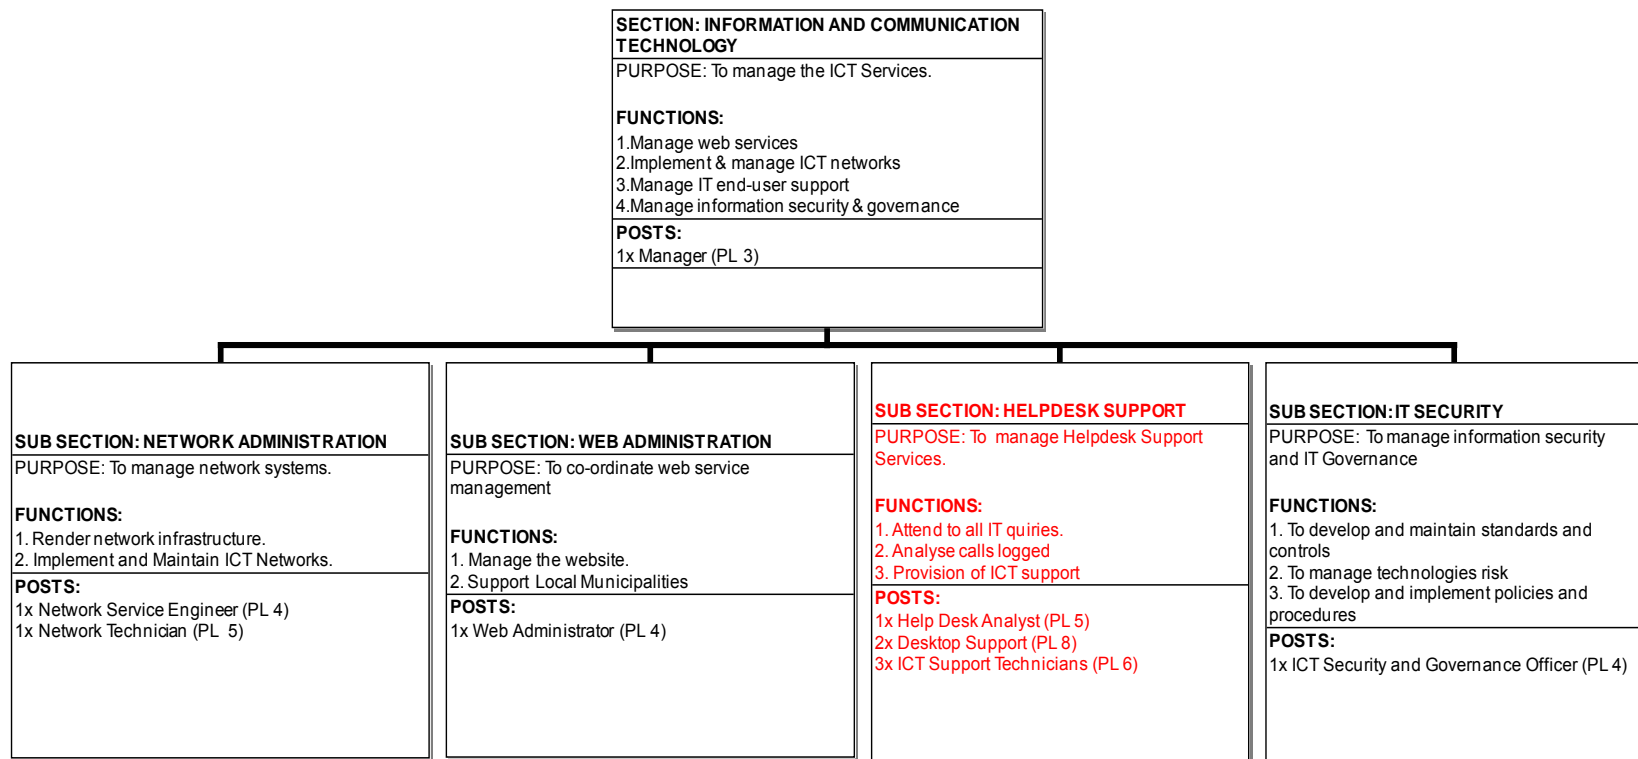 SECTION: INFORMATION AND COMMUNICATION
TECHNOLOGY
PURPOSE: To manage the ICT Services.
FUNCTIONS:
1.Manage web services
2.Implement & manage ICT networks
3.Manage IT end-user support
4.Manage information security & governance
POSTS:
1x Manager (PL 3)
SUB SECTION: NETWORK ADMINISTRATION
PURPOSE: To manage network systems.
FUNCTIONS:
1. Render network infrastructure.
2. Implement and Maintain ICT Networks.
POSTS:
1x Network Service Engineer (PL 4)
1x Network Technician (PL 5)
SUB SECTION: WEB ADMINISTRATION
PURPOSE: To co-ordinate web service
management
FUNCTIONS:
1. Manage the website.
2. Support Local Municipalities
POSTS:
1x Web Administrator (PL 4)
SUB SECTION: HELPDESK SUPPORT
PURPOSE: To manage Helpdesk Support
Services.
FUNCTIONS:
1. Attend to all IT quiries.
2. Analyse calls logged
3. Provision of ICT support
POSTS:
1x Help Desk Analyst (PL 5)
2x Desktop Support (PL 8)
3x ICT Support Technicians (PL 6)
SUB SECTION: IT SECURITY
PURPOSE: To manage information security
and IT Governance
FUNCTIONS:
1. To develop and maintain standards and
controls
2. To manage technologies risk
3. To develop and implement policies and
procedures
POSTS:
1x ICT Security and Governance Officer (PL 4)